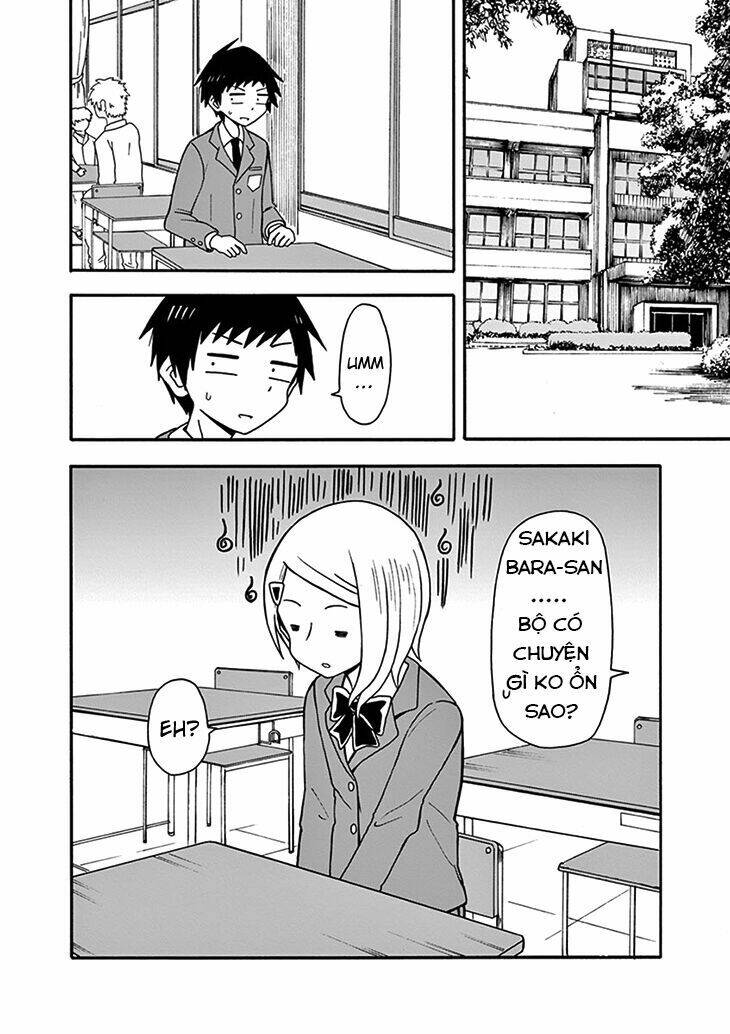 UMM
...
SAKAKI
BARA-SAN
.....
BỘ CÓ
CHUYỆN
GÌ KO ỔN
SAO?
EH?